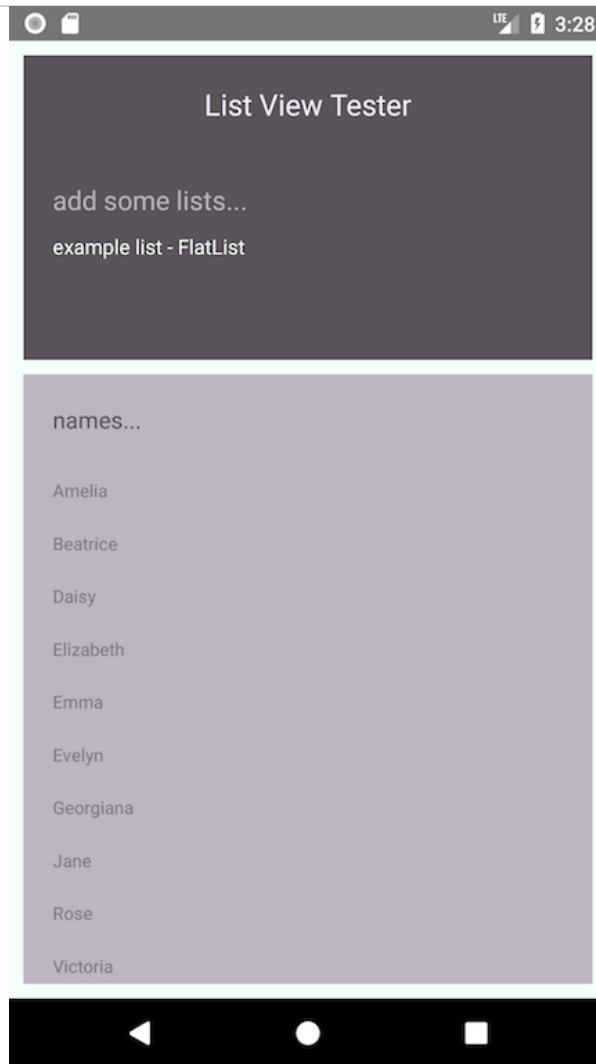 LTE 3:28
List View Tester
add some lists...
example list - FlatList
names...
Amelia
Beatrice
Daisy
Elizabeth
Emma
Evelyn
Georgiana
Jane
Rose
Victoria